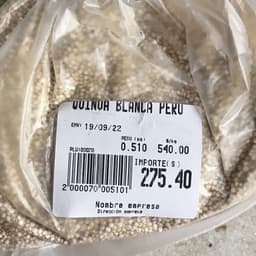 QUINOA BLANCA PERU
ENV: 19/09/22
PESO (kg) $/kg
PLU:00070 0.510 540.00
IMPORTE($)
275.40
2 000070 005101
Nombre empresa
Dirección empresa